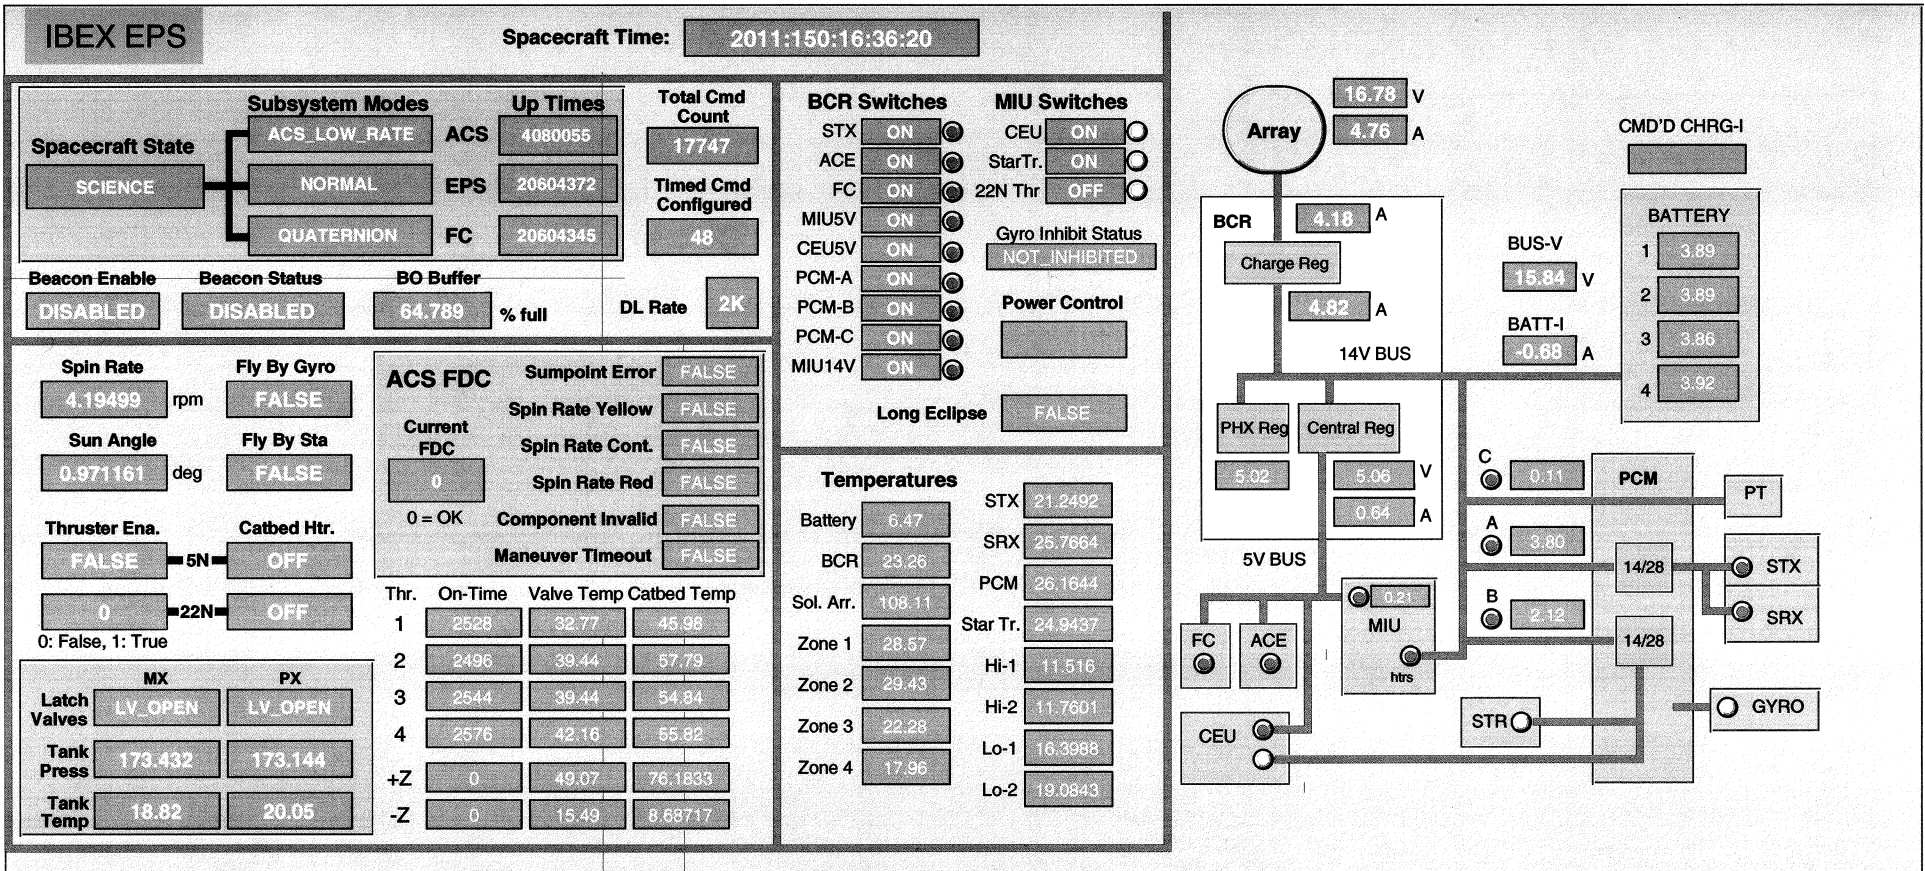 IBEX EPS
Spacecraft Time: 2011:150:16:36:20
Subsystem Modes Up Times
Spacecraft State
SCIENCE
ACS_LOW_RATE ACS 4080055
NORMAL EPS 20604372
QUATERNION FC 20604345
Total Cmd
Count
17747
Timed Cmd
Configured
48
Beacon Enable Beacon Status BO Buffer
DISABLED DISABLED 64.789 % full
DL Rate 2K
Spin Rate Fly By Gyro
4.19499 rpm FALSE
Sun Angle Fly By Sta
0.971161 deg FALSE
Thruster Ena. Catbed Htr.
FALSE 5N OFF
0 22N OFF
0: False, 1: True
MX PX
Latch
Valves LV_OPEN LV_OPEN
Tank
Press 173.432 173.144
Tank
Temp 18.82 20.05
ACS FDC
Current
FDC
0
0 = OK
Sumpoint Error FALSE
Spin Rate Yellow FALSE
Spin Rate Cont. FALSE
Spin Rate Red FALSE
Component Invalid FALSE
Maneuver Timeout FALSE
Thr. On-Time Valve Temp Catbed Temp
1 2528 32.77 45.98
2 2496 39.44 57.79
3 2544 39.44 54.84
4 2576 42.16 55.82
+Z 0 49.07 76.1833
-Z 0 15.49 8.68717
BCR Switches
STX ON
ACE ON
FC ON
MIU5V ON
CEU5V ON
PCM-A ON
PCM-B ON
PCM-C ON
MIU14V ON
MIU Switches
CEU ON
StarTr. ON
22N Thr OFF
Gyro Inhibit Status
NOT_INHIBITED
Power Control
Long Eclipse FALSE
Temperatures
Battery 6.47
BCR 23.26
Sol. Arr. 108.11
Zone 1 28.57
Zone 2 29.43
Zone 3 22.28
Zone 4 17.96
STX 21.2492
SRX 25.7664
PCM 26.1644
Star Tr. 24.9437
Hi-1 11.516
Hi-2 11.7601
Lo-1 16.3988
Lo-2 19.0843
Array
16.78 V
4.76 A
BCR
4.18 A
Charge Reg
4.82 A
14V BUS
PHX Reg
5.02
Central Reg
5.06 V
0.64 A
5V BUS
CMD'D CHRG-I
BUS-V
15.84 V
BATT-I
-0.68 A
BATTERY
1 3.89
2 3.89
3 3.86
4 3.92
C 0.11
A 3.80
B 2.12
PCM
14/28
14/28
PT
STX
SRX
GYRO
FC
ACE
0.21
MIU
htrs
CEU
STR